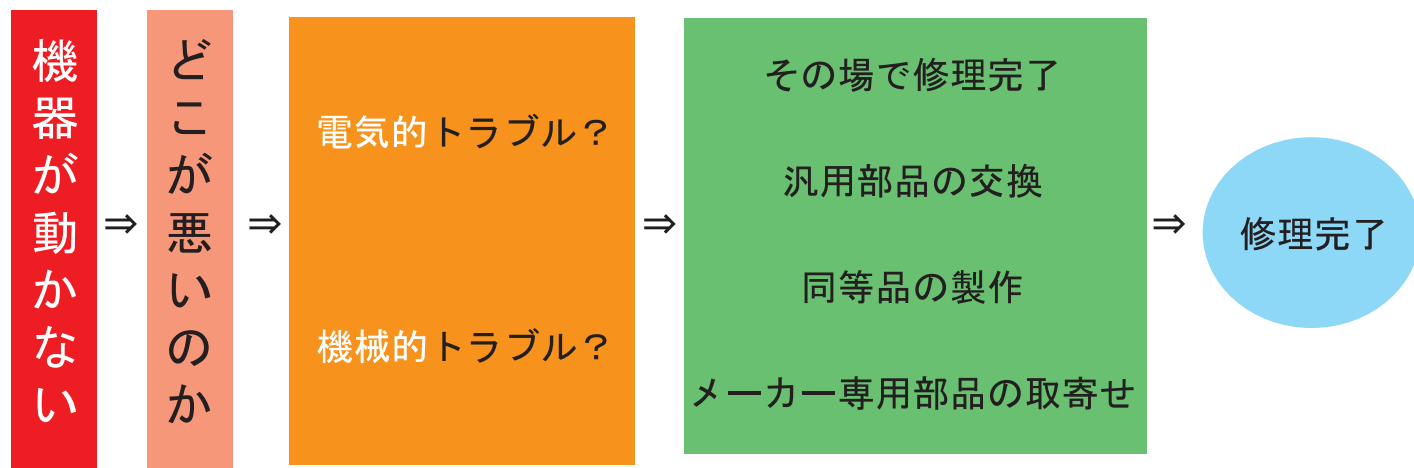 機器が動かない
⇒
どこが悪いのか
⇒
電気的トラブル？
機械的トラブル？
⇒
その場で修理完了
汎用部品の交換
同等品の製作
メーカー専用部品の取寄せ
⇒
修理完了